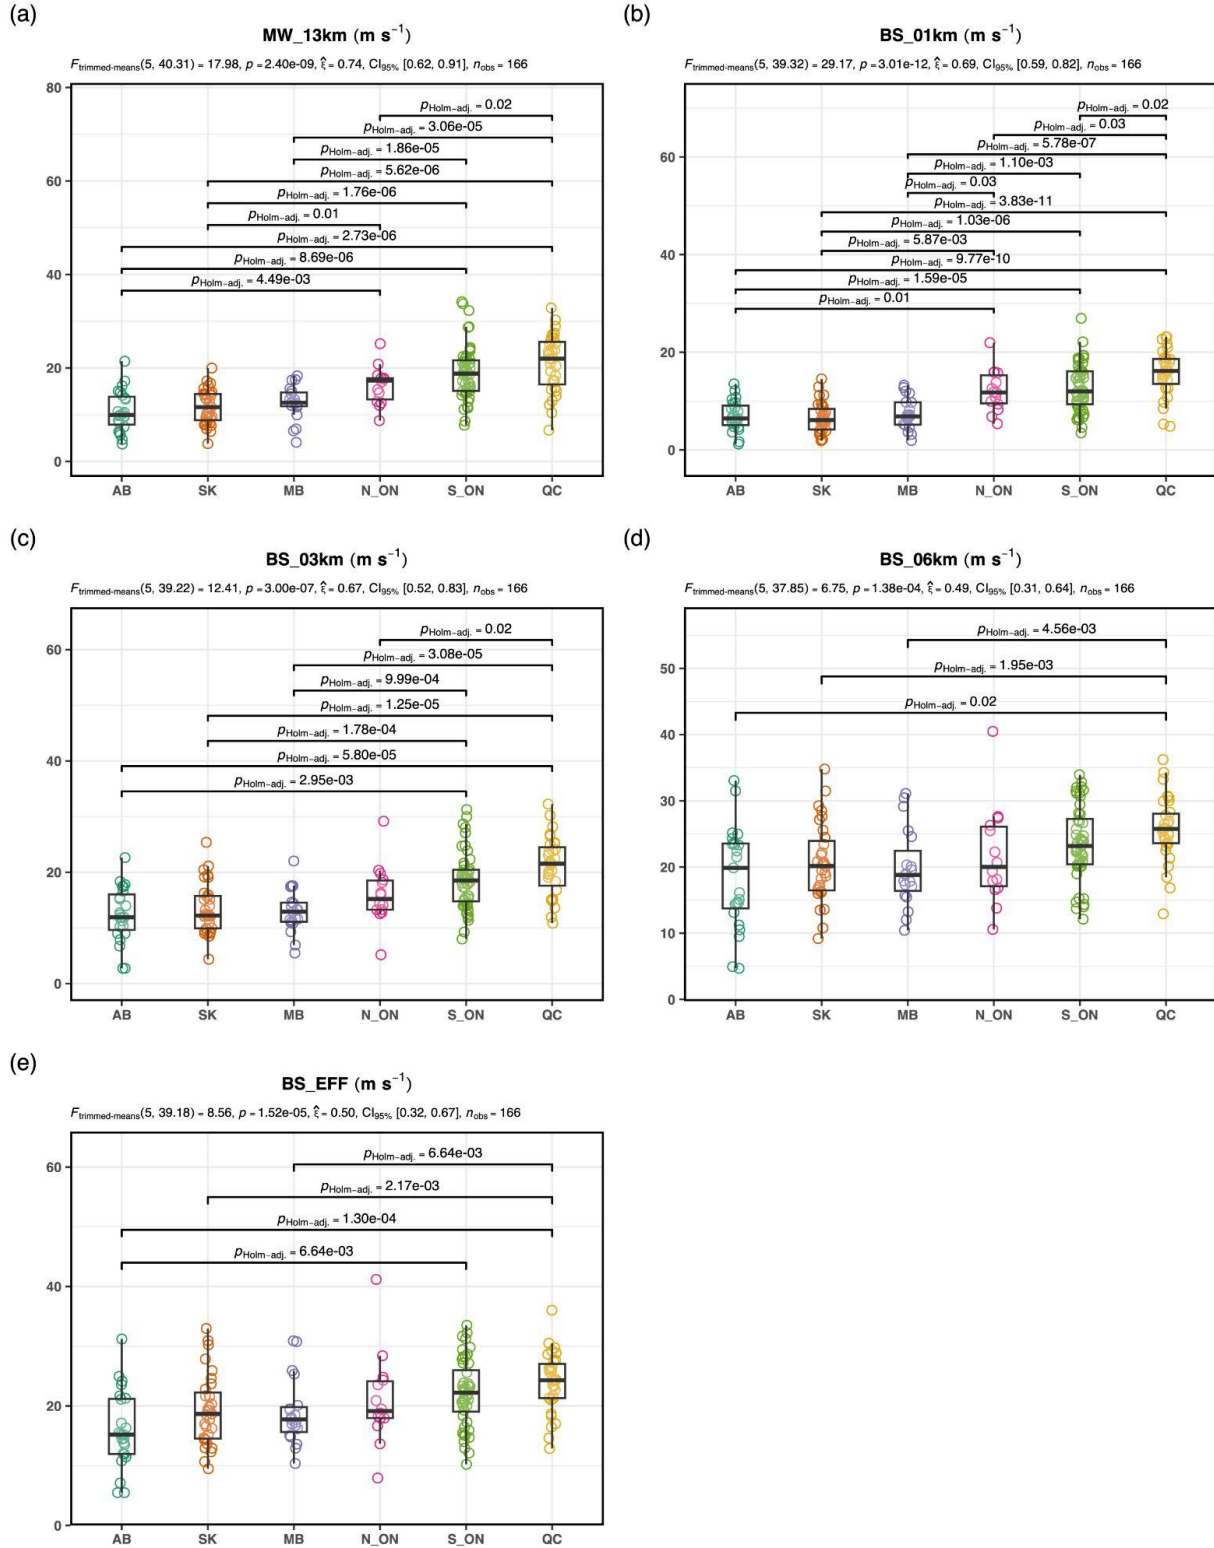 (a)
MW_13km (m s⁻¹)
F_trimmed-means(5, 40.31) = 17.98, p = 2.40e-09, ξ̂ = 0.74, CI_95% [0.62, 0.91], n_obs = 166
80
60
40
20
0
p_Holm-adj. = 0.02
p_Holm-adj. = 3.06e-05
p_Holm-adj. = 1.86e-05
p_Holm-adj. = 5.62e-06
p_Holm-adj. = 1.76e-06
p_Holm-adj. = 0.01
p_Holm-adj. = 2.73e-06
p_Holm-adj. = 8.69e-06
p_Holm-adj. = 4.49e-03
AB SK MB N_ON S_ON QC
(b)
BS_01km (m s⁻¹)
F_trimmed-means(5, 39.32) = 29.17, p = 3.01e-12, ξ̂ = 0.69, CI_95% [0.59, 0.82], n_obs = 166
60
40
20
0
p_Holm-adj. = 0.02
p_Holm-adj. = 0.03
p_Holm-adj. = 5.78e-07
p_Holm-adj. = 1.10e-03
p_Holm-adj. = 0.03
p_Holm-adj. = 3.83e-11
p_Holm-adj. = 1.03e-06
p_Holm-adj. = 5.87e-03
p_Holm-adj. = 9.77e-10
p_Holm-adj. = 1.59e-05
p_Holm-adj. = 0.01
AB SK MB N_ON S_ON QC
(c)
BS_03km (m s⁻¹)
F_trimmed-means(5, 39.22) = 12.41, p = 3.00e-07, ξ̂ = 0.67, CI_95% [0.52, 0.83], n_obs = 166
60
40
20
0
p_Holm-adj. = 0.02
p_Holm-adj. = 3.08e-05
p_Holm-adj. = 9.99e-04
p_Holm-adj. = 1.25e-05
p_Holm-adj. = 1.78e-04
p_Holm-adj. = 5.80e-05
p_Holm-adj. = 2.95e-03
AB SK MB N_ON S_ON QC
(d)
BS_06km (m s⁻¹)
F_trimmed-means(5, 37.85) = 6.75, p = 1.38e-04, ξ̂ = 0.49, CI_95% [0.31, 0.64], n_obs = 166
50
40
30
20
10
0
p_Holm-adj. = 4.56e-03
p_Holm-adj. = 1.95e-03
p_Holm-adj. = 0.02
AB SK MB N_ON S_ON QC
(e)
BS_EFF (m s⁻¹)
F_trimmed-means(5, 39.18) = 8.56, p = 1.52e-05, ξ̂ = 0.50, CI_95% [0.32, 0.67], n_obs = 166
60
40
20
0
p_Holm-adj. = 6.64e-03
p_Holm-adj. = 2.17e-03
p_Holm-adj. = 1.30e-04
p_Holm-adj. = 6.64e-03
AB SK MB N_ON S_ON QC